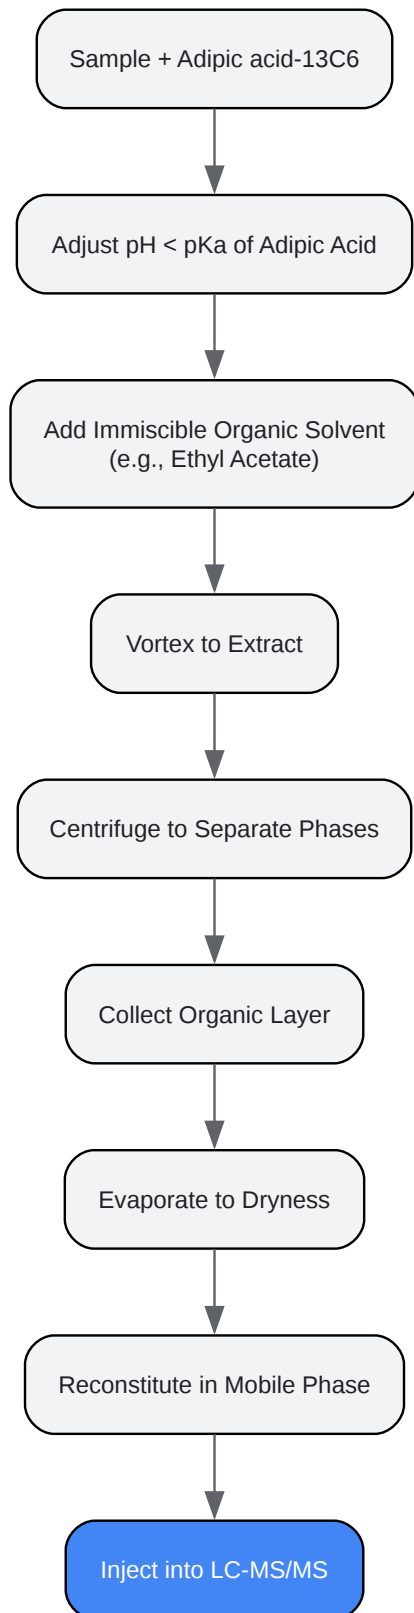 Sample + Adipic acid-13C6
Adjust pH < pKa of Adipic Acid
Add Immiscible Organic Solvent
(e.g., Ethyl Acetate)
Vortex to Extract
Centrifuge to Separate Phases
Collect Organic Layer
Evaporate to Dryness
Reconstitute in Mobile Phase
Inject into LC-MS/MS